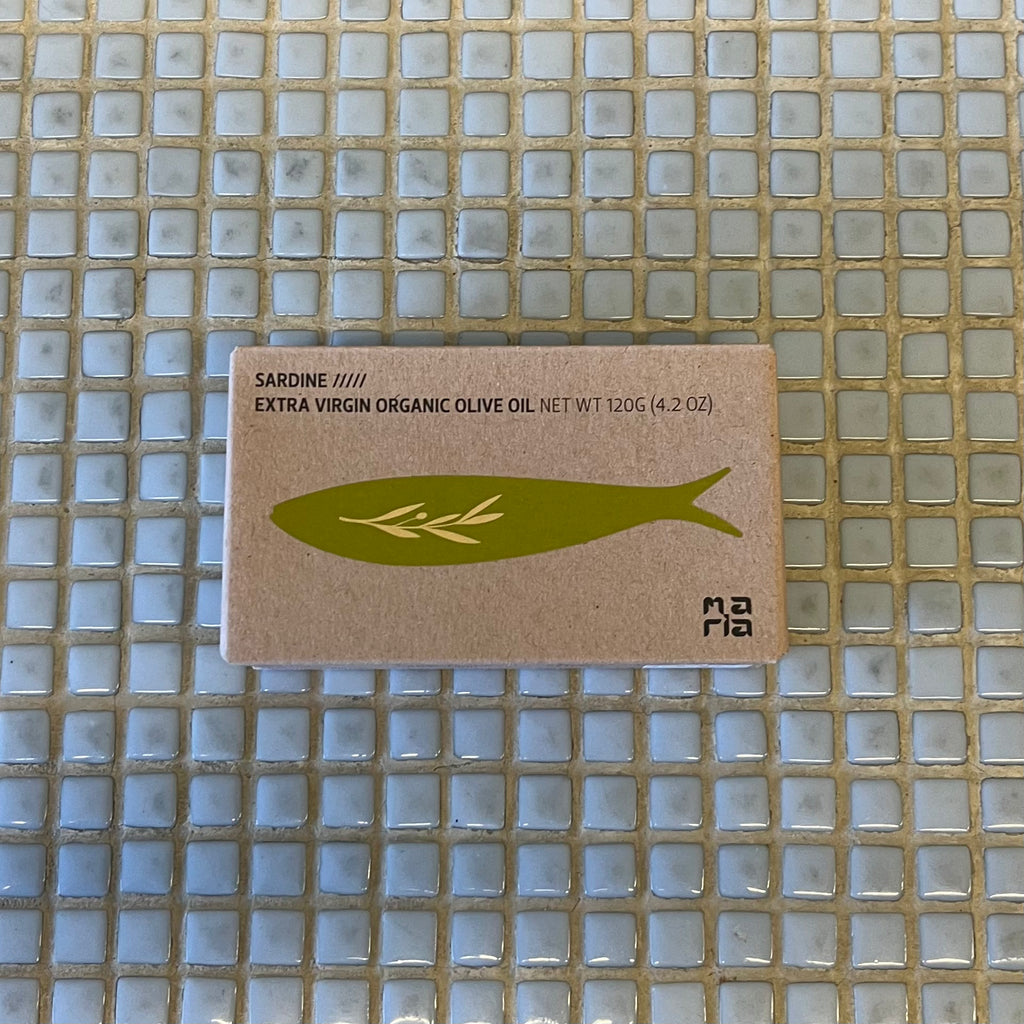 SARDINE /////
EXTRA VIRGIN ORGANIC OLIVE OIL NET WT 120G (4.2 OZ)
ma
ria